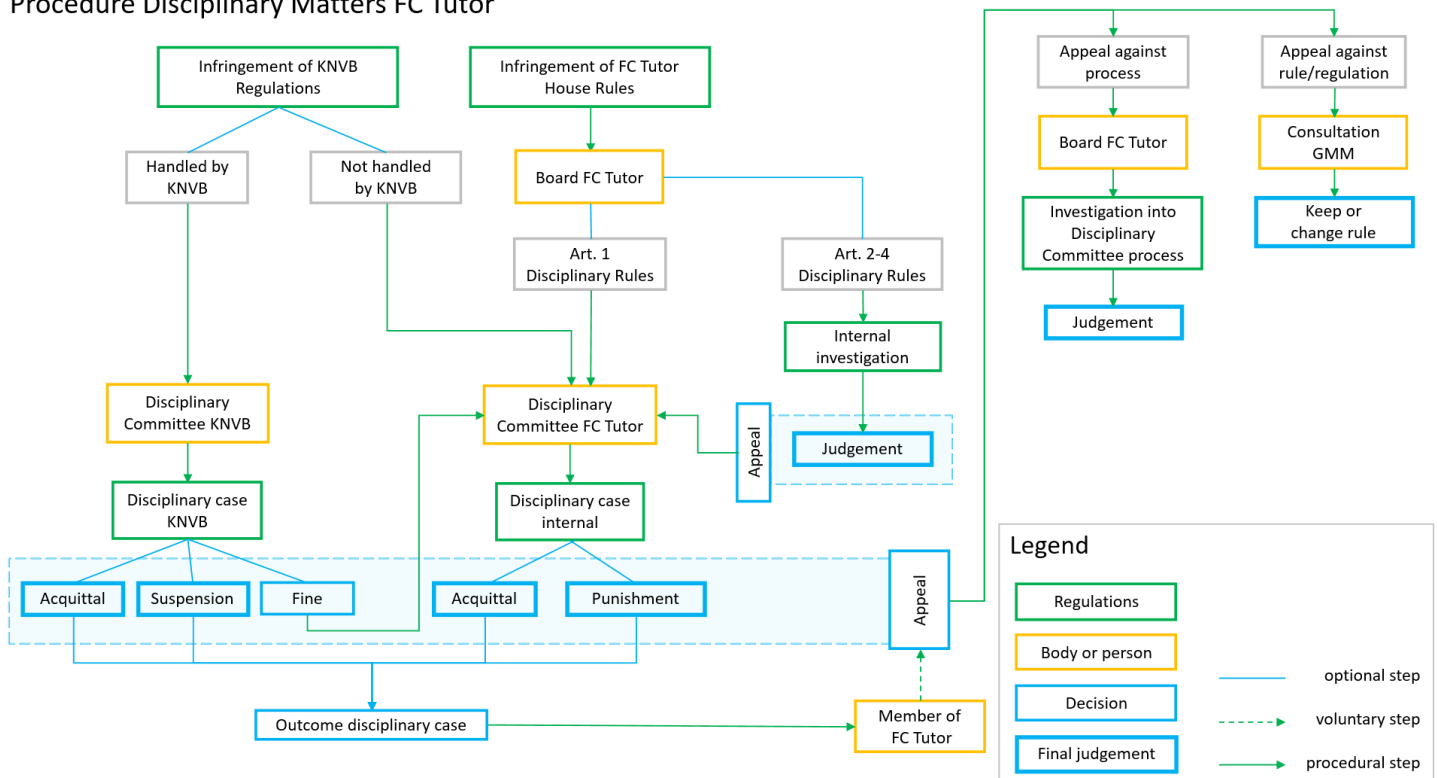 Procedure Disciplinary Matters FC Tutor
Infringement of KNVB
Regulations
Infringement of FC Tutor
House Rules
Appeal against
process
Appeal against
rule/regulation
Handled by
KNVB
Not handled
by KNVB
Board FC Tutor
Board FC Tutor
Consultation
GMM
Art. 1
Disciplinary Rules
Art. 2-4
Disciplinary Rules
Investigation into
Disciplinary
Committee process
Keep or
change rule
Internal
investigation
Judgement
Disciplinary
Committee KNVB
Disciplinary
Committee FC Tutor
Appeal
Judgement
Disciplinary case
KNVB
Disciplinary case
internal
Acquittal
Suspension
Fine
Acquittal
Punishment
Appeal
Outcome disciplinary case
Member of
FC Tutor
Legend
Regulations
Body or person
Decision
Final judgement
optional step
voluntary step
procedural step